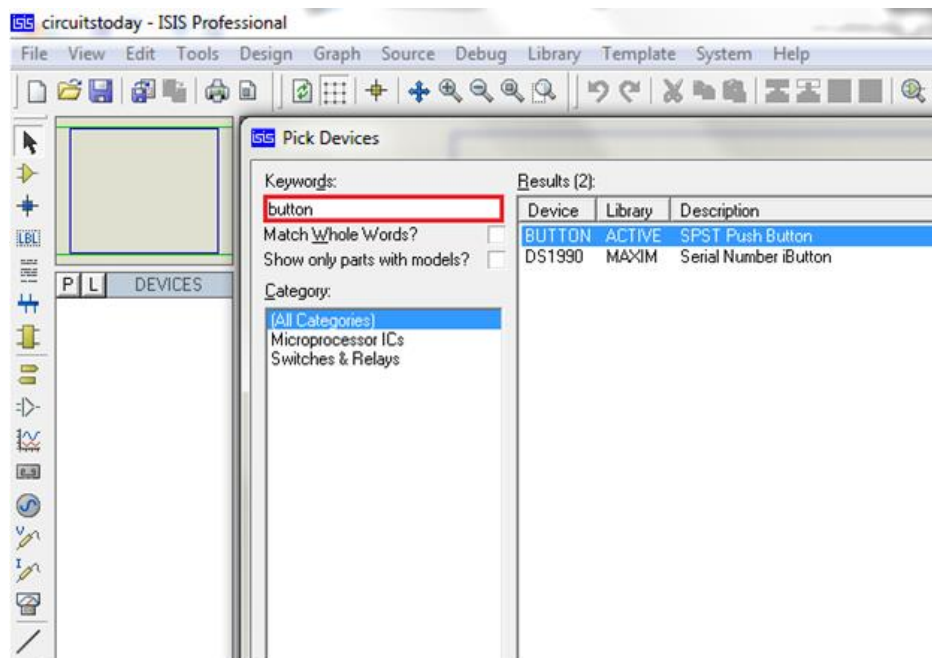 isis circuitstoday - ISIS Professional
File View Edit Tools Design Graph Source Debug Library Template System Help
isis Pick Devices
Keywords:
button
Match Whole Words?
Show only parts with models?
Category:
(All Categories)
Microprocessor ICs
Switches & Relays
Results (2):
Device Library Description
BUTTON ACTIVE SPST Push Button
DS1990 MAXIM Serial Number iButton
LBL
P L DEVICES
V
I